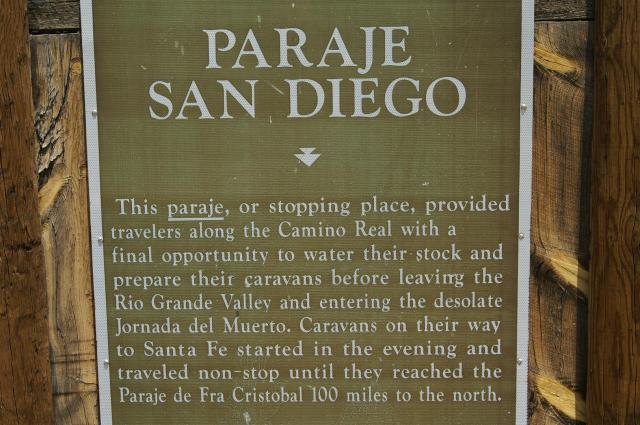 PARAJE
SAN DIEGO
This paraje, or stopping place, provided
travelers along the Camino Real with a
final opportunity to water their stock and
prepare their caravans before leaving the
Rio Grande Valley and entering the desolate
Jornada del Muerto. Caravans on their way
to Santa Fe started in the evening and
traveled non-stop until they reached the
Paraje de Fra Cristobal 100 miles to the north.